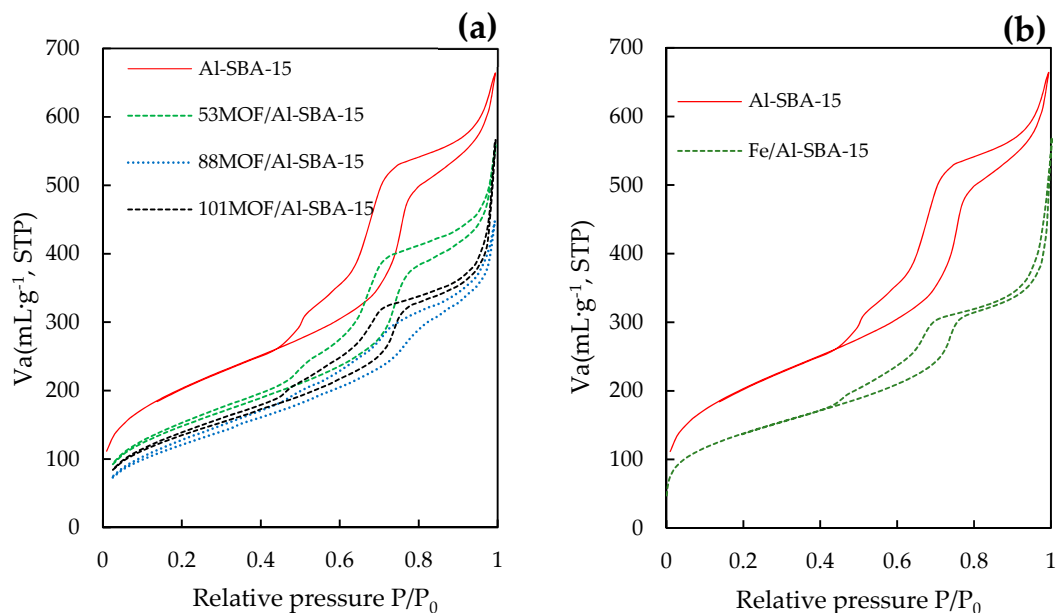 (a)
700
600
500
400
300
200
100
0
Va(mL·g⁻¹, STP)
Al-SBA-15
53MOF/Al-SBA-15
88MOF/Al-SBA-15
101MOF/Al-SBA-15
0 0.2 0.4 0.6 0.8 1
Relative pressure P/P₀
(b)
700
600
500
400
300
200
100
0
Va(mL·g⁻¹, STP)
Al-SBA-15
Fe/Al-SBA-15
0 0.2 0.4 0.6 0.8 1
Relative pressure P/P₀